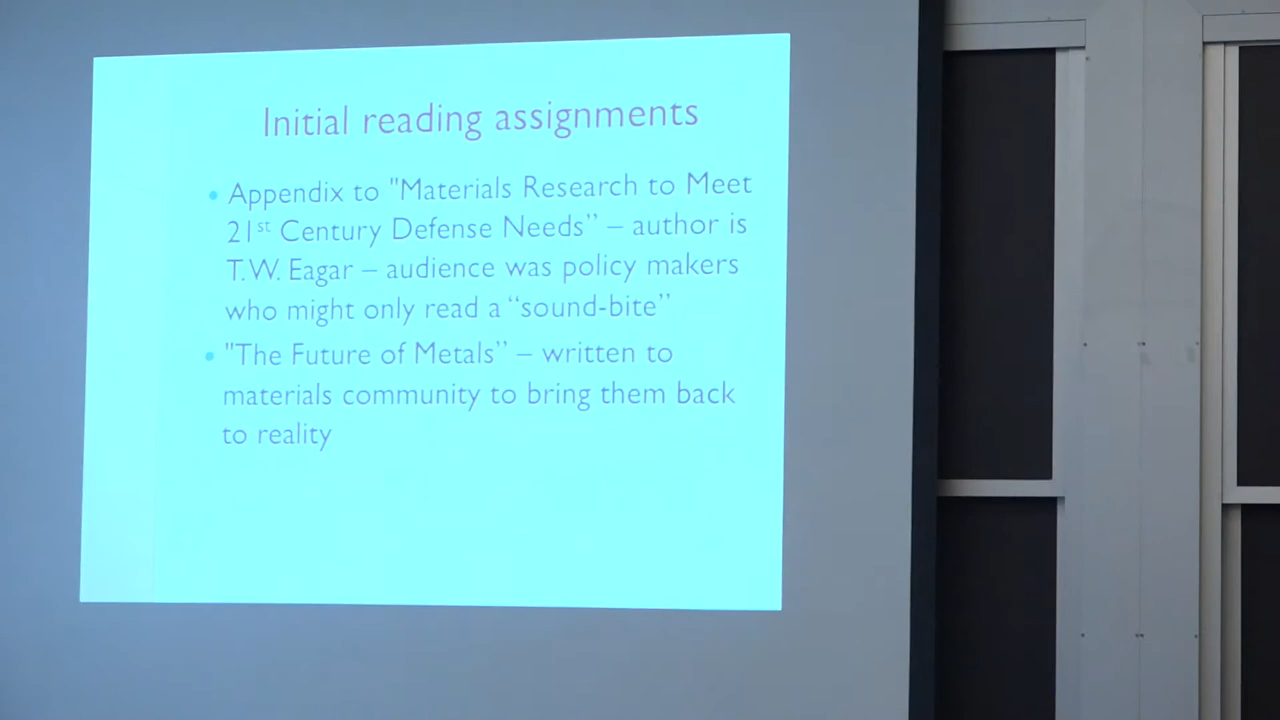 Initial reading assignments
• Appendix to "Materials Research to Meet
21st Century Defense Needs” – author is
T.W. Eagar – audience was policy makers
who might only read a “sound-bite”
• "The Future of Metals” – written to
materials community to bring them back
to reality